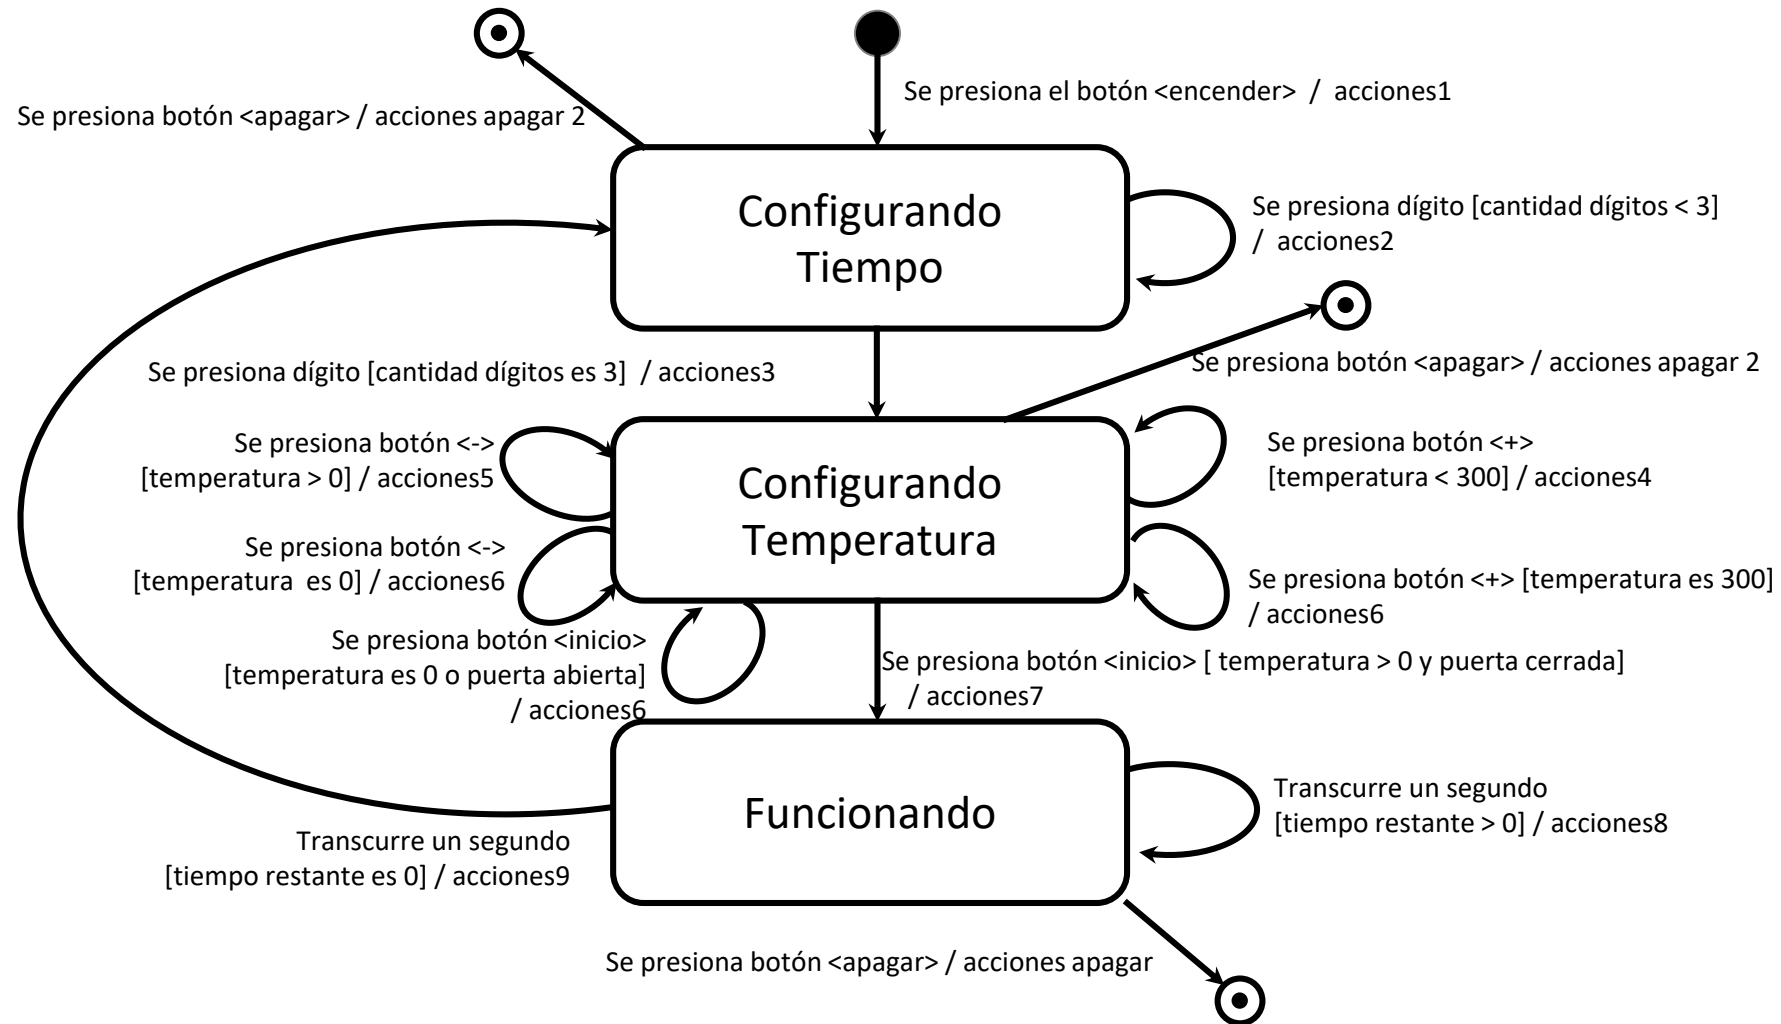 Se presiona el botón <encender> / acciones1
Se presiona botón <apagar> / acciones apagar 2
Configurando
Tiempo
Se presiona dígito [cantidad dígitos < 3]
/ acciones2
Se presiona botón <apagar> / acciones apagar 2
Se presiona dígito [cantidad dígitos es 3] / acciones3
Se presiona botón <->
[temperatura > 0] / acciones5
Configurando
Temperatura
Se presiona botón <+>
[temperatura < 300] / acciones4
Se presiona botón <->
[temperatura es 0] / acciones6
Se presiona botón <+> [temperatura es 300]
/ acciones6
Se presiona botón <inicio>
[temperatura es 0 o puerta abierta]
/ acciones6
Se presiona botón <inicio> [ temperatura > 0 y puerta cerrada]
/ acciones7
Funcionando
Transcurre un segundo
[tiempo restante > 0] / acciones8
Transcurre un segundo
[tiempo restante es 0] / acciones9
Se presiona botón <apagar> / acciones apagar